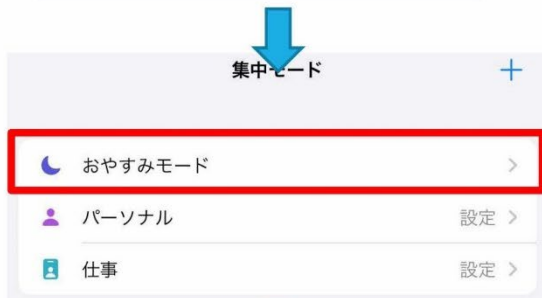 集中モード
おやすみモード
パーソナル 設定
仕事 設定